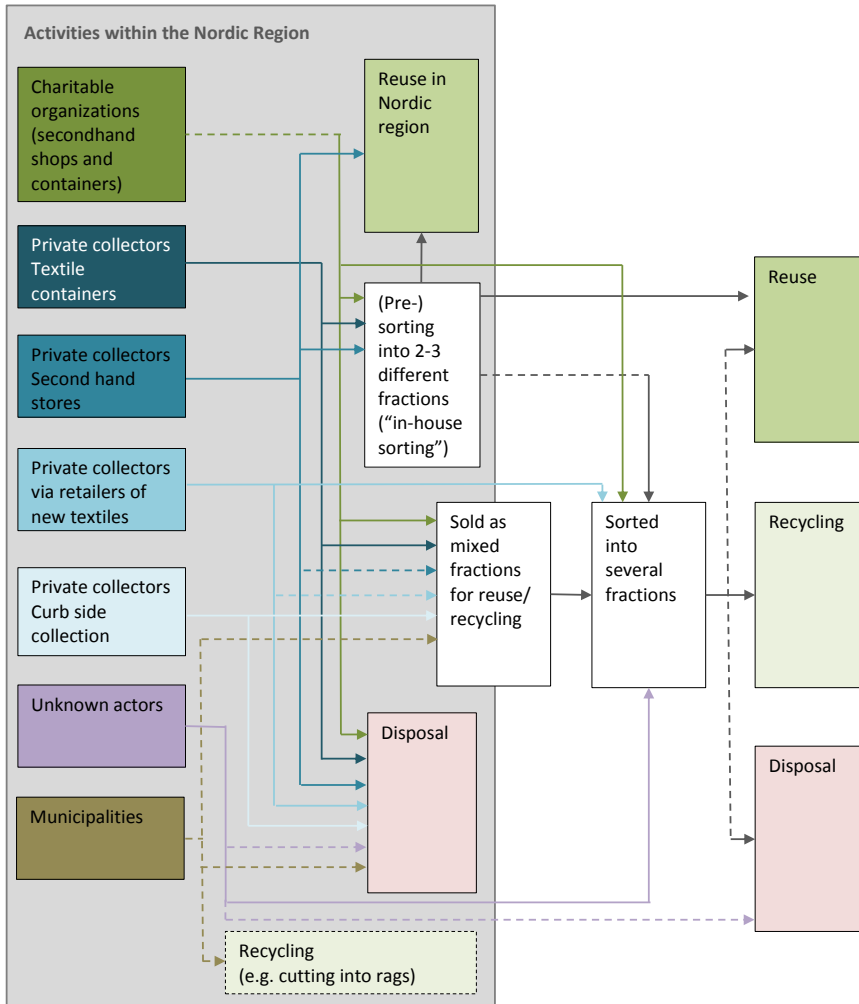 Activities within the Nordic Region
Charitable
organizations
(secondhand
shops and
containers)
Reuse in
Nordic
region
Private collectors
Textile
containers
(Pre-)
sorting
into 2-3
different
fractions
(“in-house
sorting”)
Reuse
Private collectors
Second hand
stores
Private collectors
via retailers of
new textiles
Sold as
mixed
fractions
for reuse/
recycling
Sorted
into
several
fractions
Recycling
Private collectors
Curb side
collection
Unknown actors
Disposal
Disposal
Municipalities
Recycling
(e.g. cutting into rags)